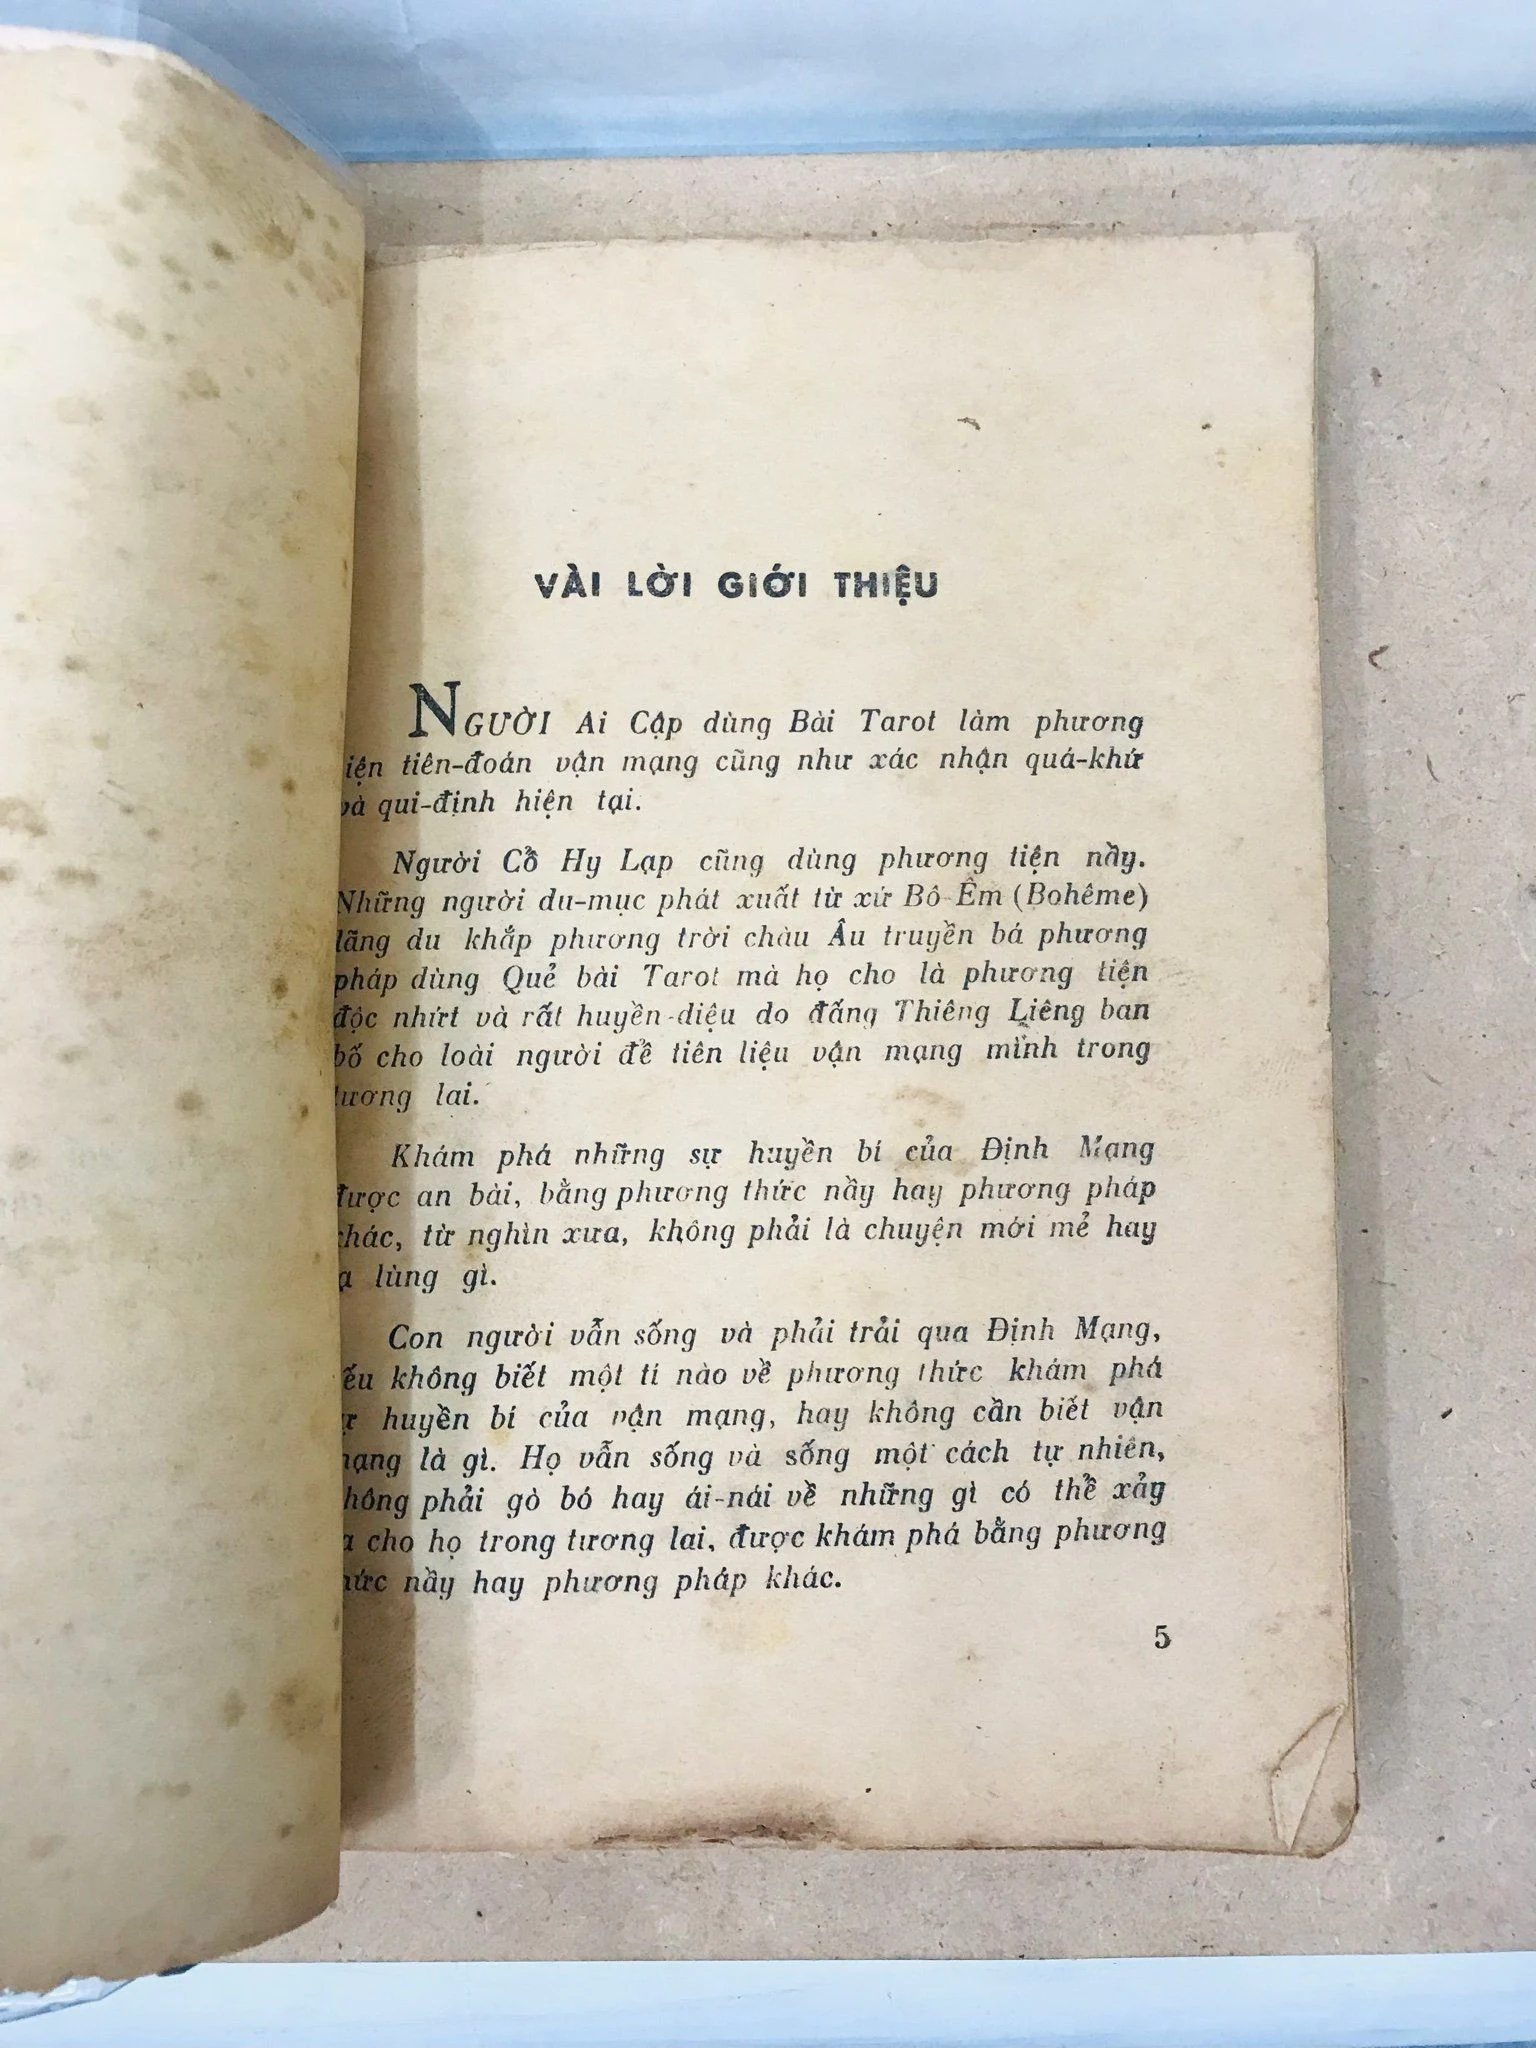 VÀI LỜI GIỚI THIỆU
NGƯỜI Ai Cập dùng Bài Tarot làm phương
iện tiên-đoán vận mạng cũng như xác nhận quá-khứ
và qui-định hiện tại.
Người Cổ Hy Lạp cũng dùng phương tiện nầy.
Những người du-mục phát xuất từ xứ Bô-Êm (Bohême)
lãng du khắp phương trời châu Âu truyền bá phương
pháp dùng Quẻ bài Tarot mà họ cho là phương tiện
độc nhứt và rất huyền-diệu do đấng Thiêng Liêng ban
bố cho loài người để tiên liệu vận mạng mình trong
tương lai.
Khám phá những sự huyền bí của Định Mạng
được an bài, bằng phương thức nầy hay phương pháp
khác, từ nghìn xưa, không phải là chuyện mới mẻ hay
ạ lùng gì.
Con người vẫn sống và phải trải qua Định Mạng,
ếu không biết một tí nào về phương thức khám phá
ự huyền bí của vận mạng, hay không cần biết vận
mạng là gì. Họ vẫn sống và sống một cách tự nhiên,
không phải gò bó hay ái-nái về những gì có thể xảy
a cho họ trong tương lai, được khám phá bằng phương
hức nầy hay phương pháp khác.
5